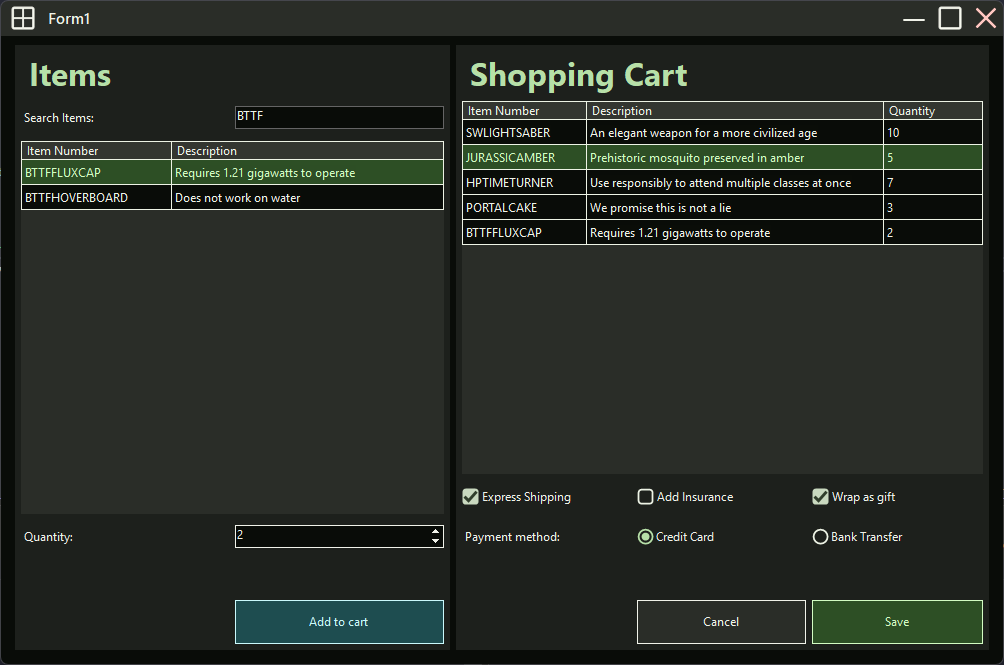 Form1
Items
Search Items: BTTF
Item Number Description
BTTFFLUXCAP Requires 1.21 gigawatts to operate
BTTFHOVERBOARD Does not work on water
Quantity: 2
Add to cart
Shopping Cart
Item Number Description Quantity
SWLIGHTSABER An elegant weapon for a more civilized age 10
JURASSICAMBER Prehistoric mosquito preserved in amber 5
HPTIMETURNER Use responsibly to attend multiple classes at once 7
PORTALCAKE We promise this is not a lie 3
BTTFFLUXCAP Requires 1.21 gigawatts to operate 2
Express Shipping Add Insurance Wrap as gift
Payment method: Credit Card Bank Transfer
Cancel Save